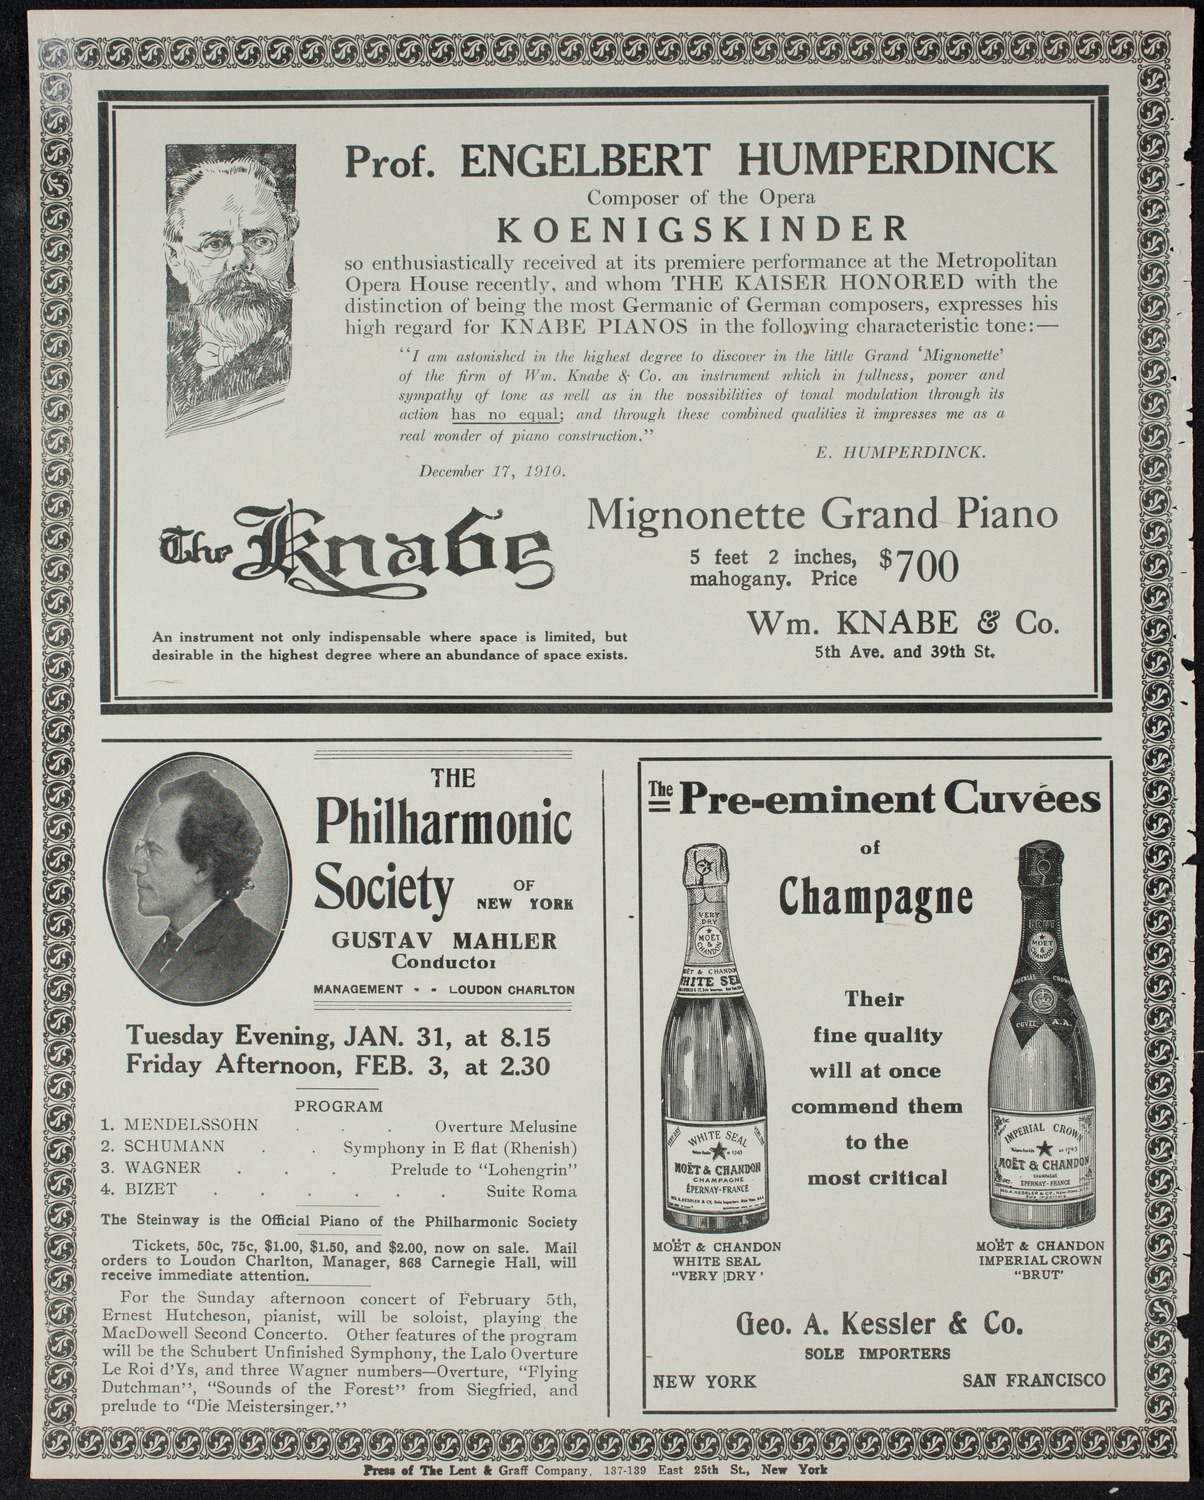 Prof. ENGELBERT HUMPERDINCK
Composer of the Opera
KOENIGSKINDER
so enthusiastically received at its premiere performance at the Metropolitan
Opera House recently, and whom THE KAISER HONORED with the
distinction of being the most Germanic of German composers, expresses his
high regard for KNABE PIANOS in the following characteristic tone:—
"I am astonished in the highest degree to discover in the little Grand 'Mignonette'
of the firm of Wm. Knabe & Co. an instrument which in fullness, power and
sympathy of tone as well as in the possibilities of tonal modulation through its
action has no equal; and through these combined qualities it impresses me as a
real wonder of piano construction."
E. HUMPERDINCK.
December 17, 1910.
The Knabe
Mignonette Grand Piano
5 feet 2 inches,
mahogany. Price $700
An instrument not only indispensable where space is limited, but
desirable in the highest degree where an abundance of space exists.
Wm. KNABE & Co.
5th Ave. and 39th St.
THE
Philharmonic
Society OF
NEW YORK
GUSTAV MAHLER
Conductor
MANAGEMENT - - LOUDON CHARLTON
Tuesday Evening, JAN. 31, at 8.15
Friday Afternoon, FEB. 3, at 2.30
PROGRAM
1. MENDELSSOHN . . . Overture Melusine
2. SCHUMANN . . Symphony in E flat (Rhenish)
3. WAGNER . . . Prelude to "Lohengrin"
4. BIZET . . . . . . Suite Roma
The Steinway is the Official Piano of the Philharmonic Society
Tickets, 50c, 75c, $1.00, $1.50, and $2.00, now on sale. Mail
orders to Loudon Charlton, Manager, 868 Carnegie Hall, will
receive immediate attention.
For the Sunday afternoon concert of February 5th,
Ernest Hutcheson, pianist, will be soloist, playing the
MacDowell Second Concerto. Other features of the program
will be the Schubert Unfinished Symphony, the Lalo Overture
Le Roi d'Ys, and three Wagner numbers—Overture, "Flying
Dutchman", "Sounds of the Forest" from Siegfried, and
prelude to "Die Meistersinger."
The Pre-eminent Cuvées
of
Champagne
Their
fine quality
will at once
commend them
to the
most critical
VERY
DRY
MOËT
&
CHANDON
WHITE SEAL
MOËT & CHANDON
CHAMPAGNE
ÉPERNAY-FRANCE
MOËT & CHANDON
WHITE SEAL
"VERY DRY"
BRUT
MOËT
&
CHANDON
IMPERIAL CROWN
MOËT & CHANDON
CHAMPAGNE
EPERNAY-FRANCE
MOËT & CHANDON
IMPERIAL CROWN
"BRUT'
Geo. A. Kessler & Co.
SOLE IMPORTERS
NEW YORK SAN FRANCISCO
Press of The Lent & Graff Company, 137-139 East 25th St., New York